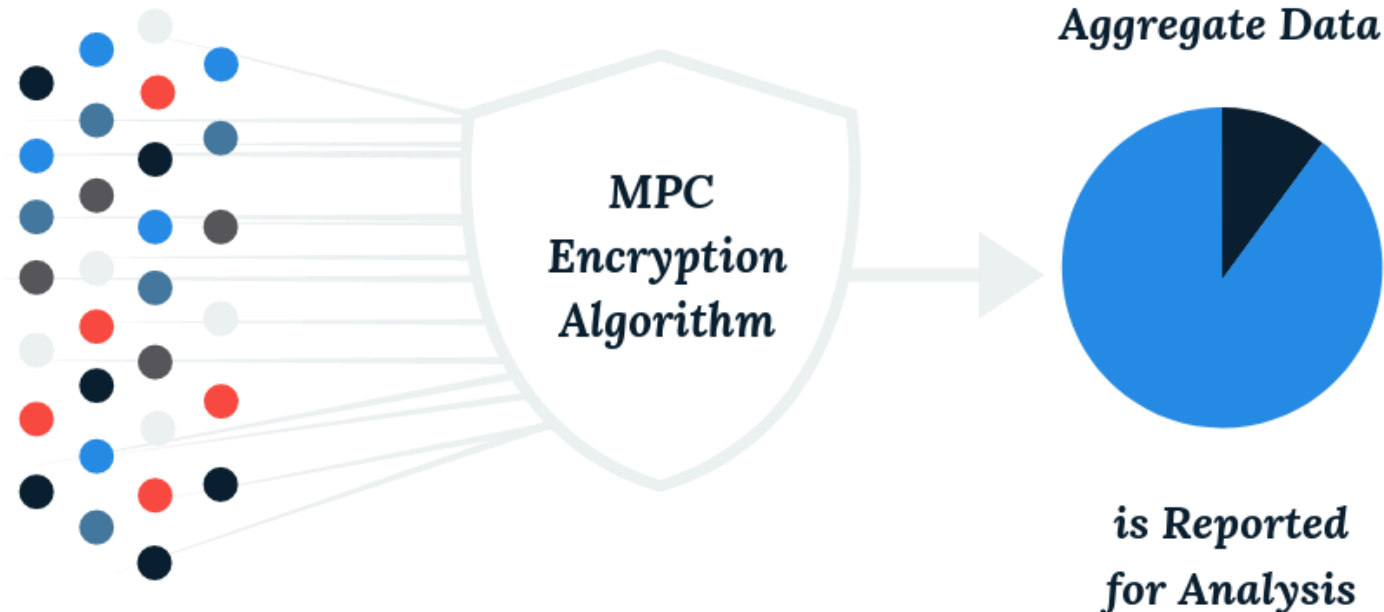 Aggregate Data
MPC
Encryption
Algorithm
is Reported
for Analysis